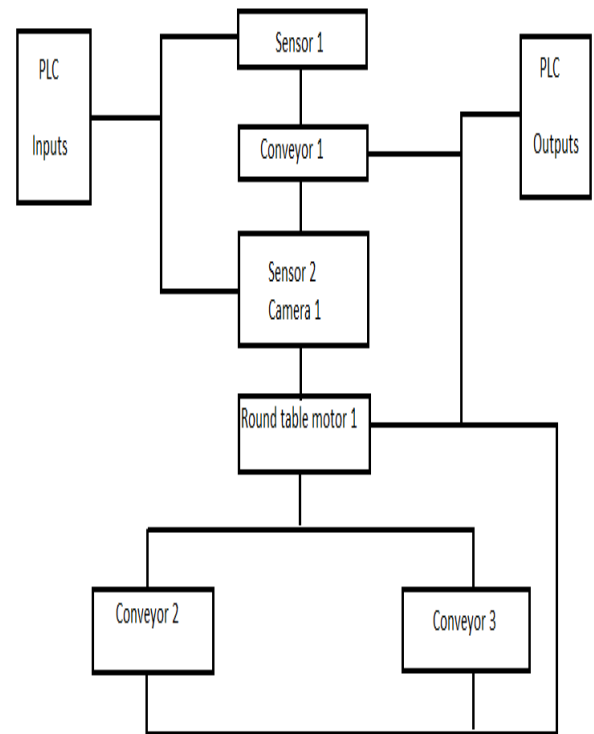 PLC
Inputs
Sensor 1
PLC
Outputs
Conveyor 1
Sensor 2
Camera 1
Round table motor 1
Conveyor 2
Conveyor 3